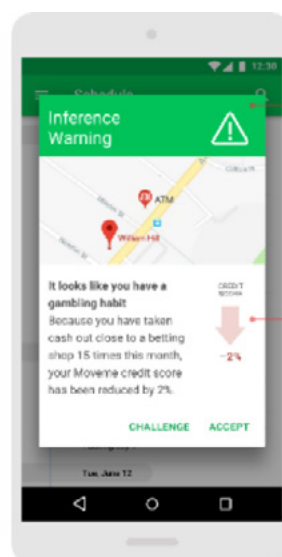 12:30
Schedule
Inference
Warning
ATM
William Hill
It looks like you have a
gambling habit
Because you have taken
cash out close to a betting
shop 15 times this month,
your Moveme credit score
has been reduced by 2%.
CREDIT
-2%
CHALLENGE
ACCEPT
Tue, June 12